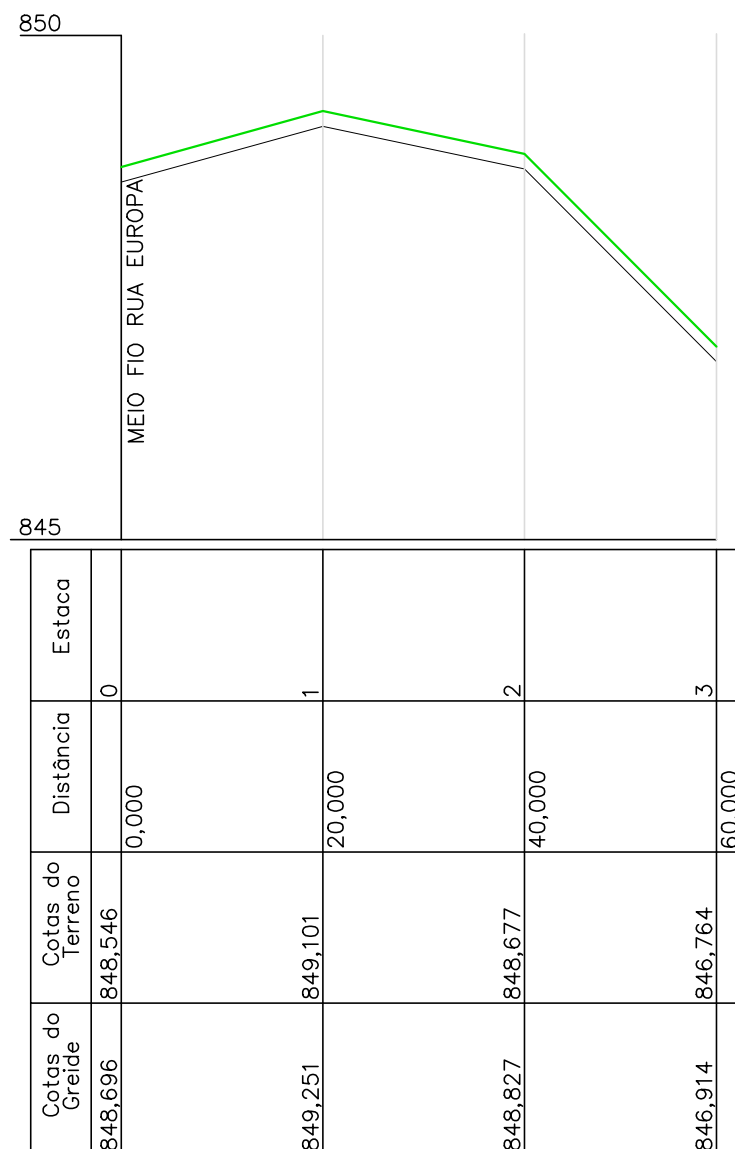 850
MEIO FIO RUA EUROPA
845
Estaca
0
1
2
3
Distância
0,000
20,000
40,000
60,000
Cotas do
Terreno
848,546
849,101
848,677
846,764
Cotas do
Greide
848,696
849,251
848,827
846,914